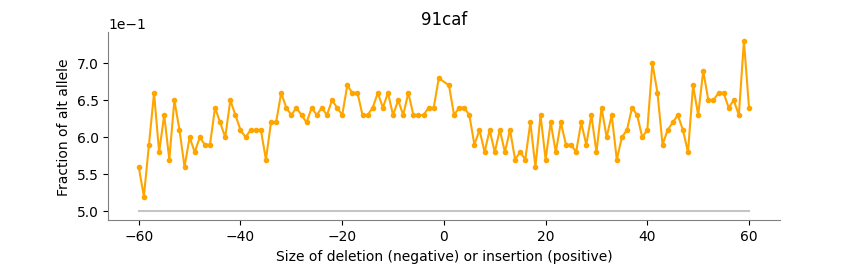 91caf
1e−1
7.0
6.5
6.0
5.5
5.0
Fraction of alt allele
−60 −40 −20 0 20 40 60
Size of deletion (negative) or insertion (positive)